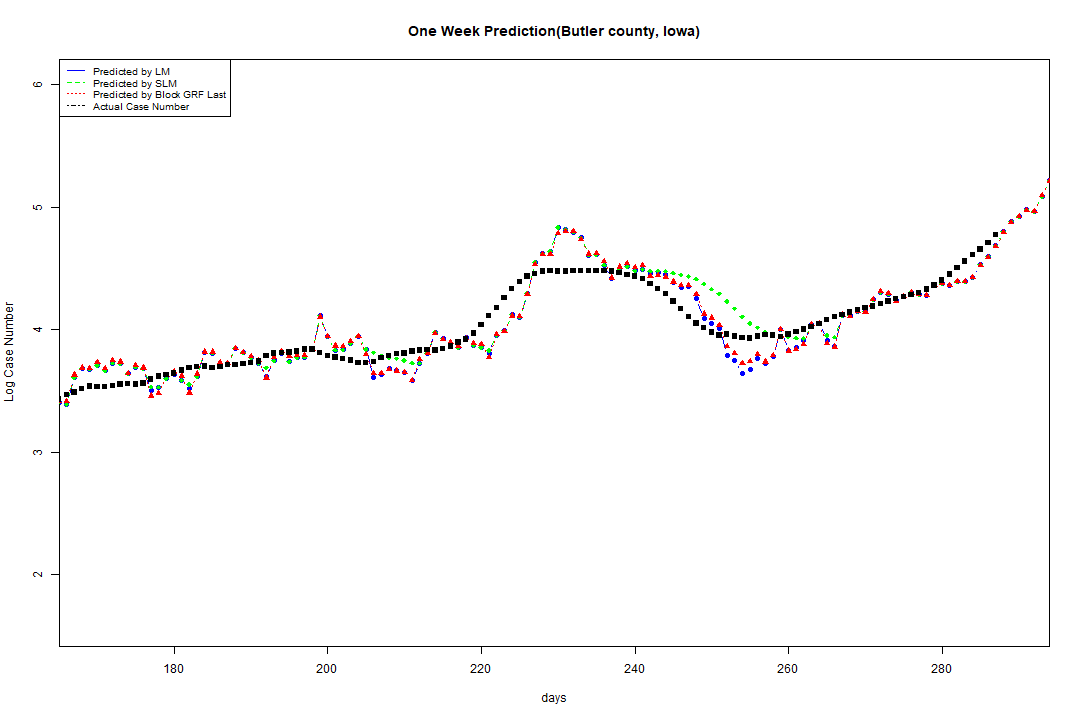 One Week Prediction(Butler county, Iowa)
Predicted by LM
Predicted by SLM
Predicted by Block GRF Last
Actual Case Number
6
5
4
3
2
Log Case Number
180 200 220 240 260 280
days